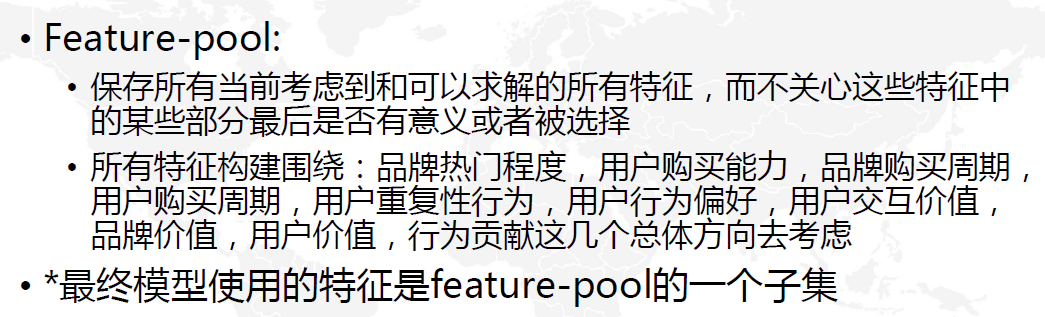 • Feature-pool:
• 保存所有当前考虑到和可以求解的所有特征，而不关心这些特征中
的某些部分最后是否有意义或者被选择
• 所有特征构建围绕：品牌热门程度，用户购买能力，品牌购买周期，
用户购买周期，用户重复性行为，用户行为偏好，用户交互价值，
品牌价值，用户价值，行为贡献这几个总体方向去考虑
• *最终模型使用的特征是feature-pool的一个子集